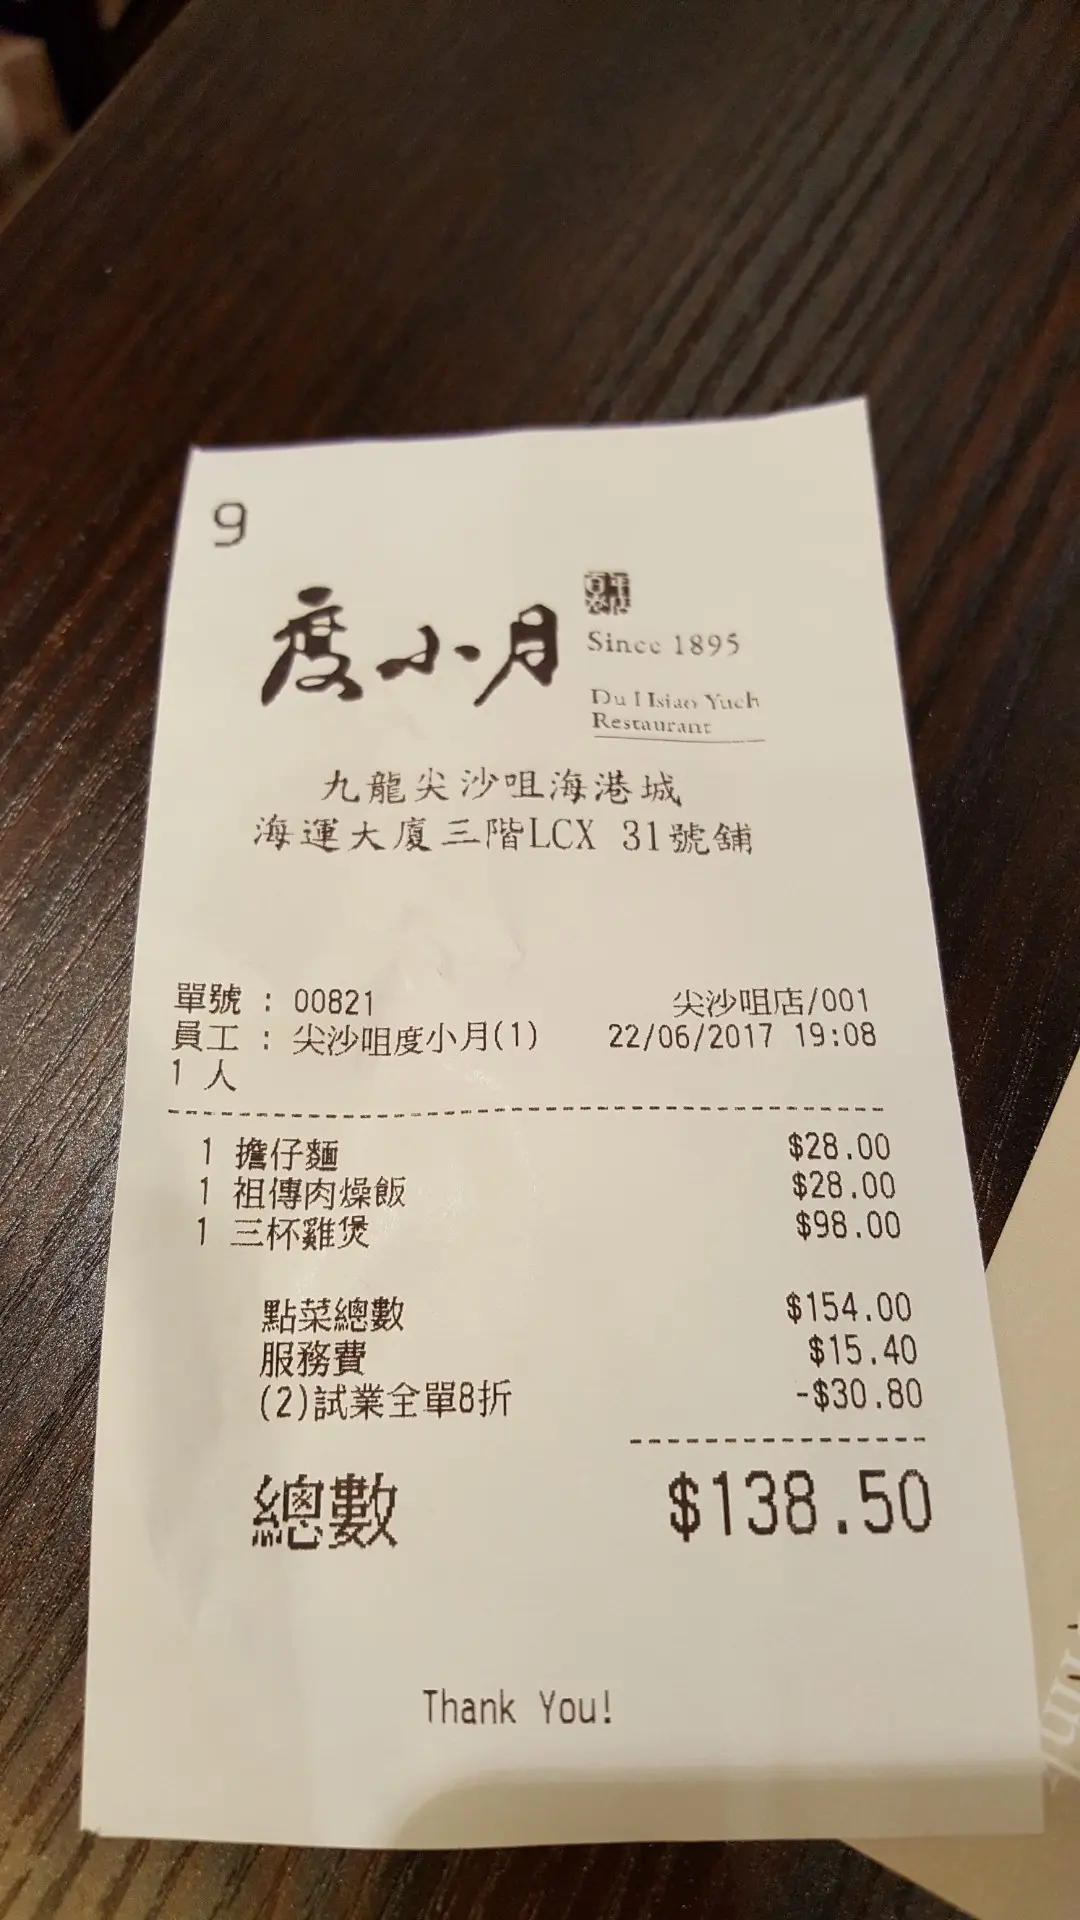 9
度小月
百年老店
Since 1895
Du Hsiao Yueh
Restaurant
九龍尖沙咀海港城
海運大廈三階LCX 31號舖
單號 : 00821 尖沙咀店/001
員工 : 尖沙咀度小月(1) 22/06/2017 19:08
1 人
1 擔仔麵 $28.00
1 祖傳肉燥飯 $28.00
1 三杯雞煲 $98.00
點菜總數 $154.00
服務費 $15.40
(2)試業全單8折 -$30.80
總數 $138.50
Thank You!